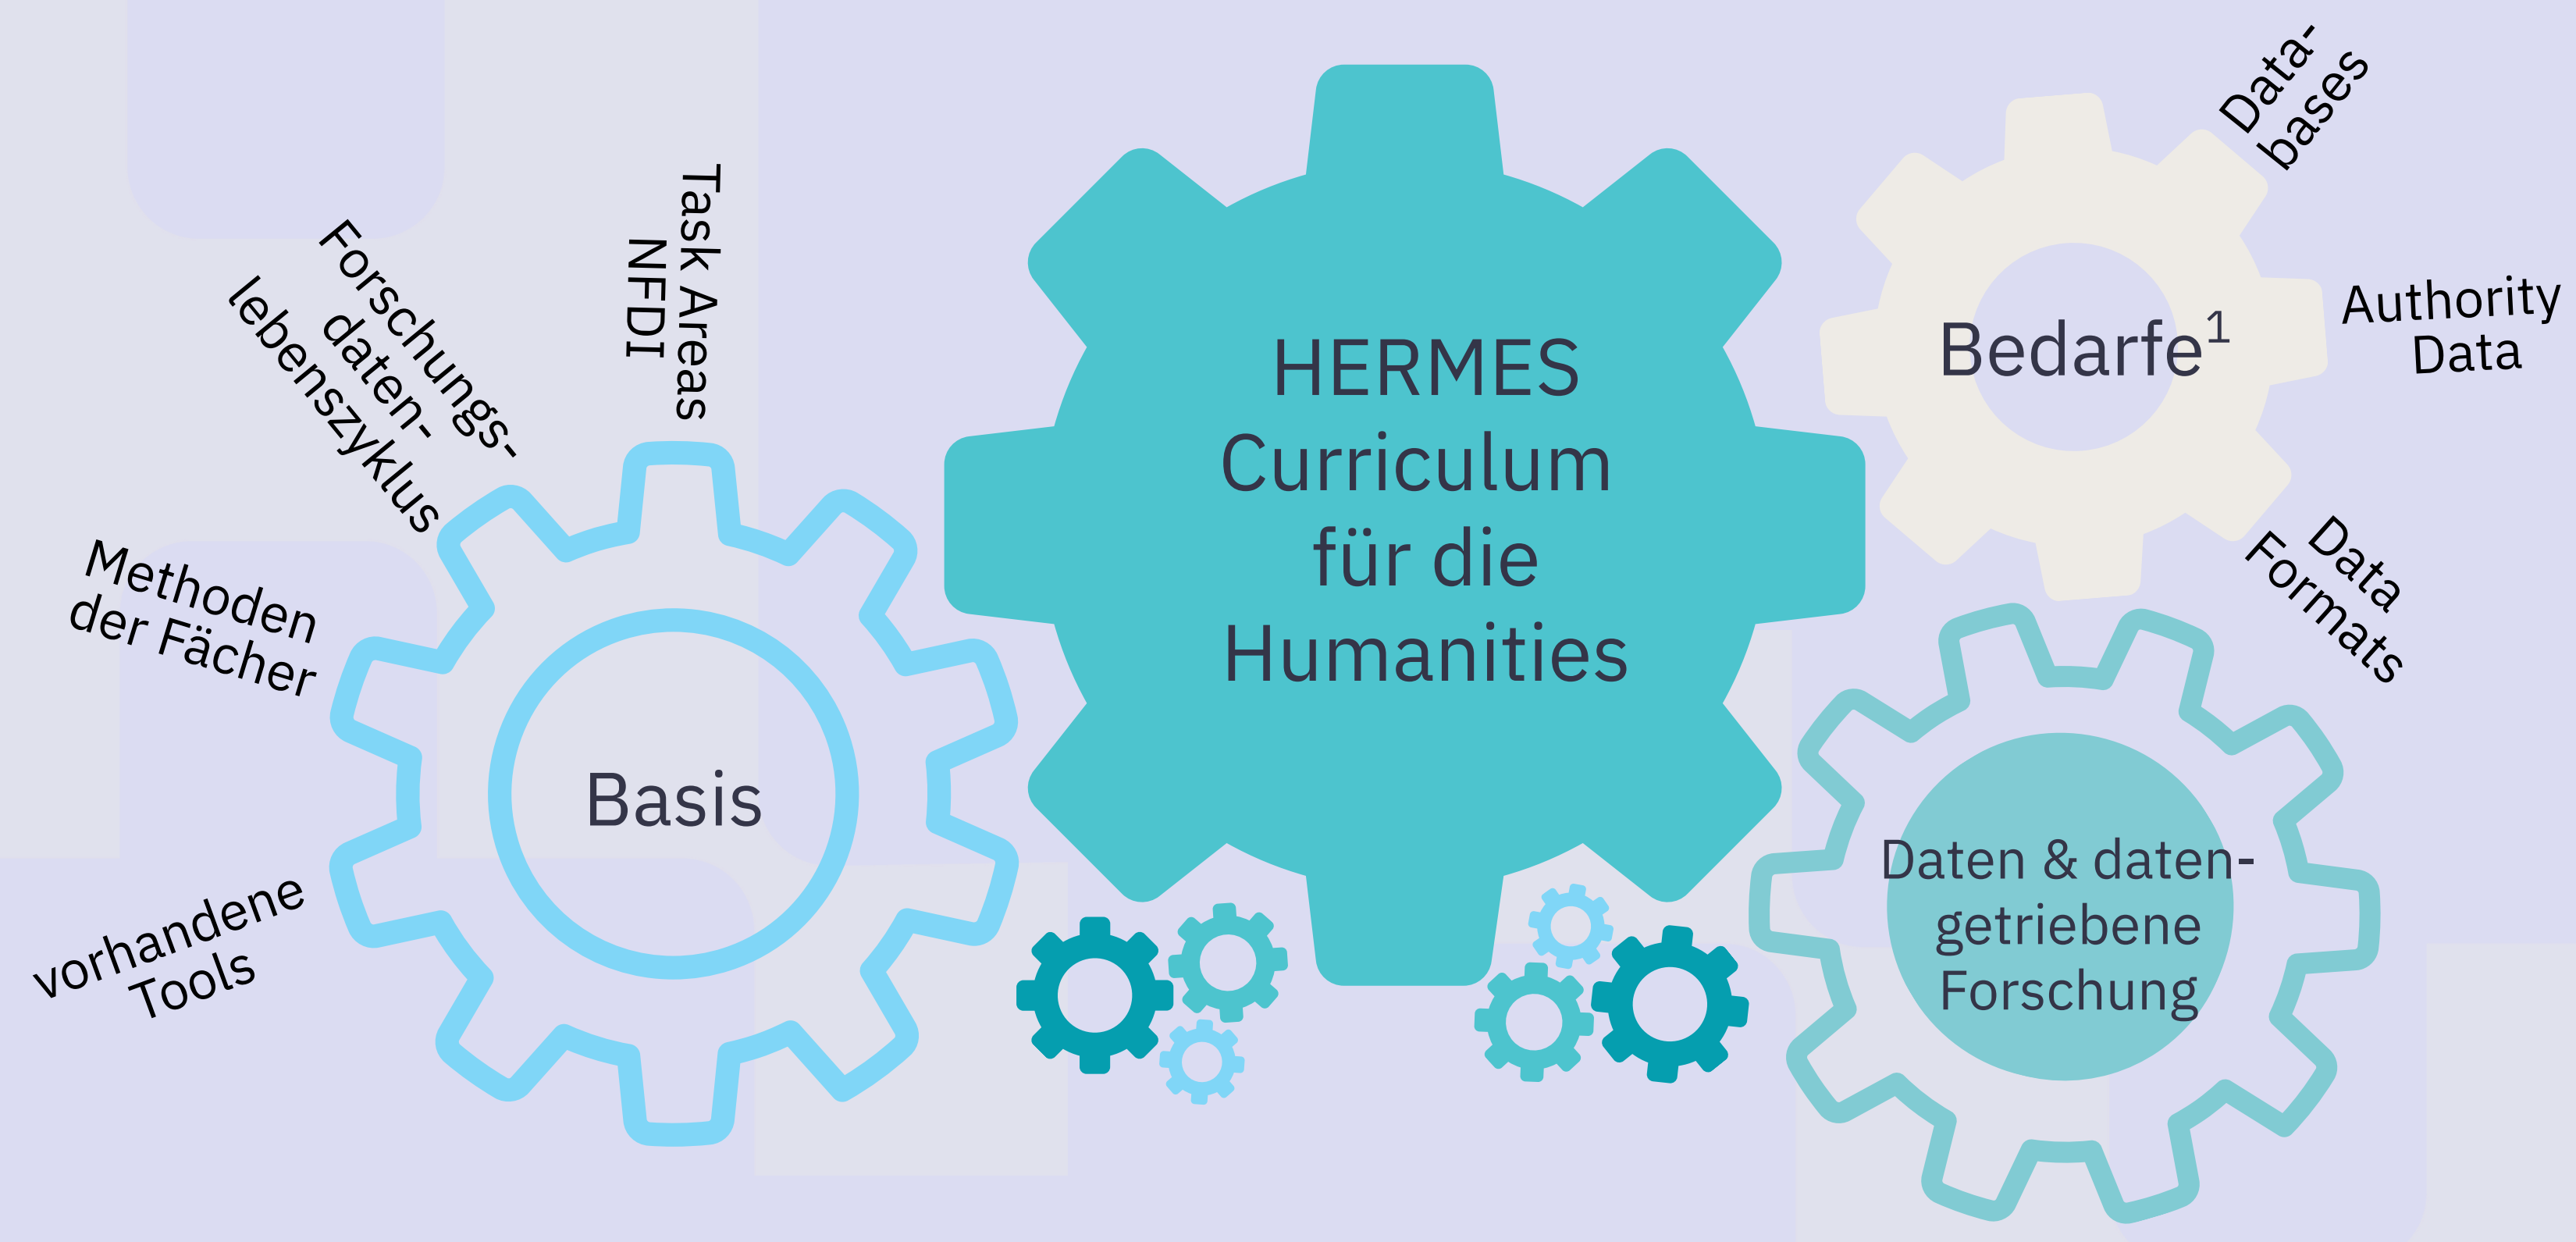 Task Areas
NFDI
Forschungs-
daten-
lebenszyklus
Methoden
der Fächer
vorhandene
Tools
Basis
HERMES
Curriculum
für die
Humanities
Bedarfe¹
Data-
bases
Authority
Data
Data
Formats
Daten & daten-
getriebene
Forschung